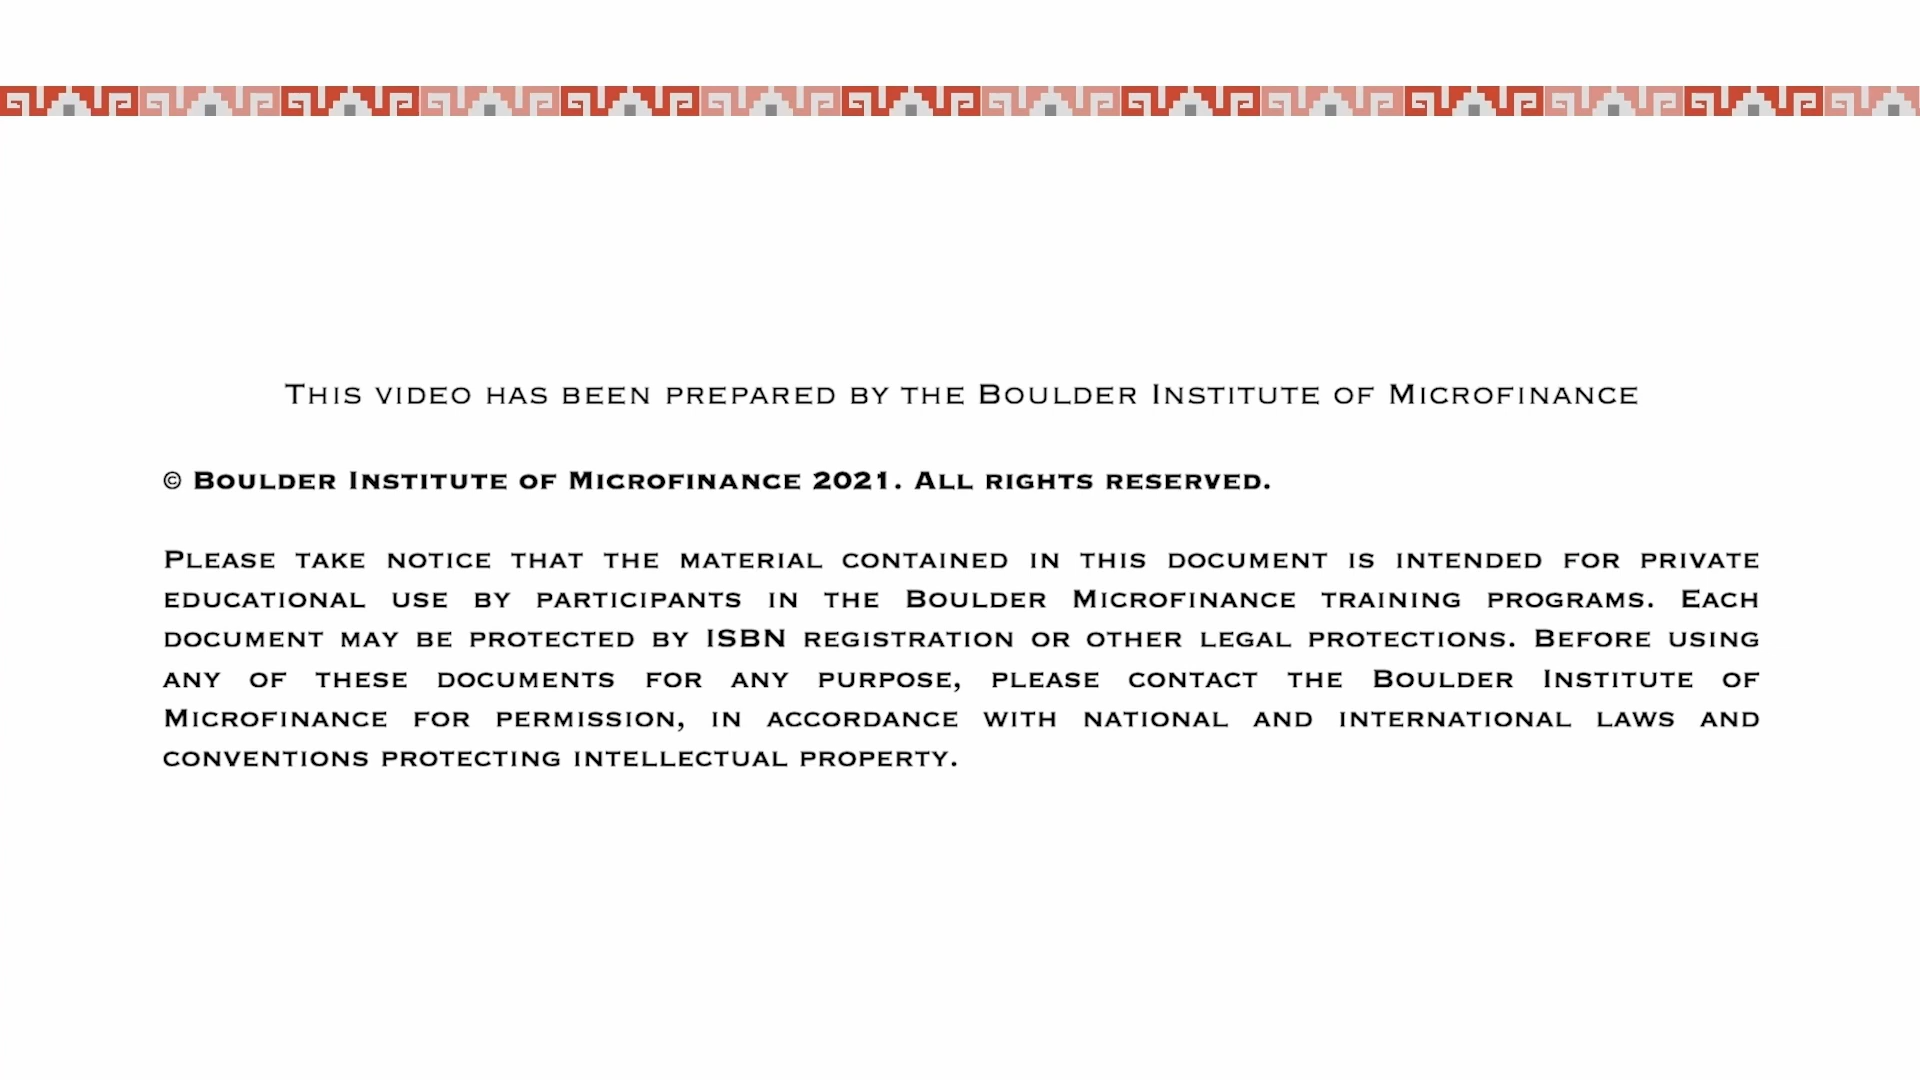 This video has been prepared by the Boulder Institute of Microfinance
© Boulder Institute of Microfinance 2021. All rights reserved.
Please take notice that the material contained in this document is intended for private
educational use by participants in the Boulder Microfinance training programs. Each
document may be protected by ISBN registration or other legal protections. Before using
any of these documents for any purpose, please contact the Boulder Institute of
Microfinance for permission, in accordance with national and international laws and
conventions protecting intellectual property.